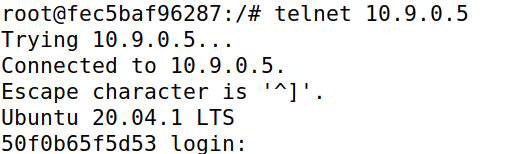 root@fec5baf96287:/# telnet 10.9.0.5
Trying 10.9.0.5...
Connected to 10.9.0.5.
Escape character is '^]'.
Ubuntu 20.04.1 LTS
50f0b65f5d53 login: